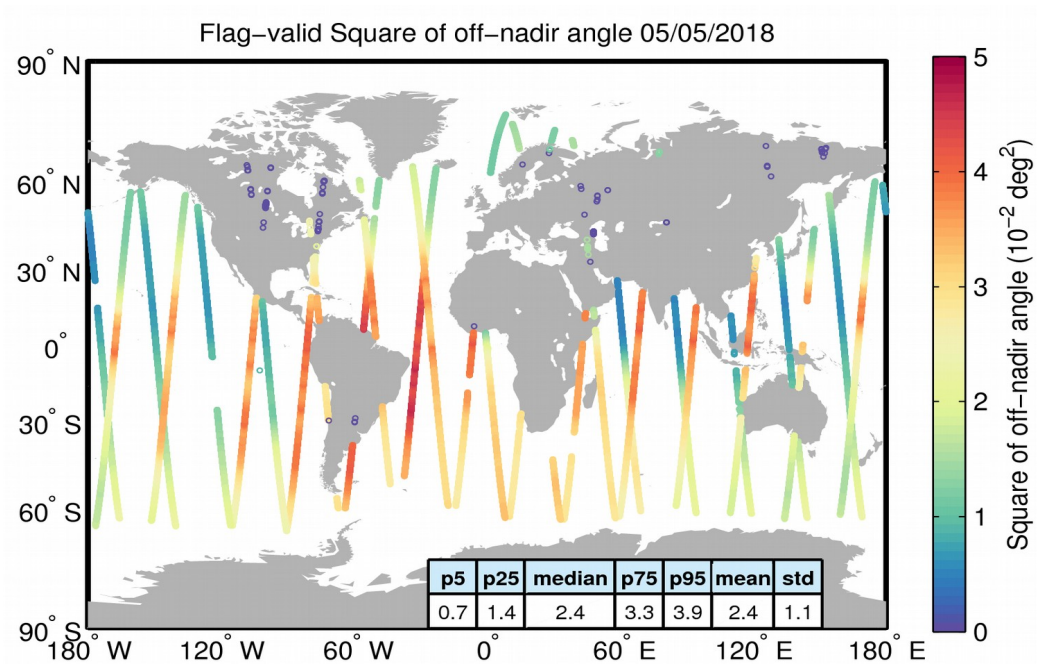 Flag−valid Square of off−nadir angle 05/05/2018
90° N
60° N
30° N
0°
30° S
60° S
90° S
180° W
120° W
60° W
0°
60° E
120° E
180° E
p5 p25 median p75 p95 mean std
0.7 1.4 2.4 3.3 3.9 2.4 1.1
5
4
3
2
1
0
Square of off−nadir angle (10⁻² deg²)